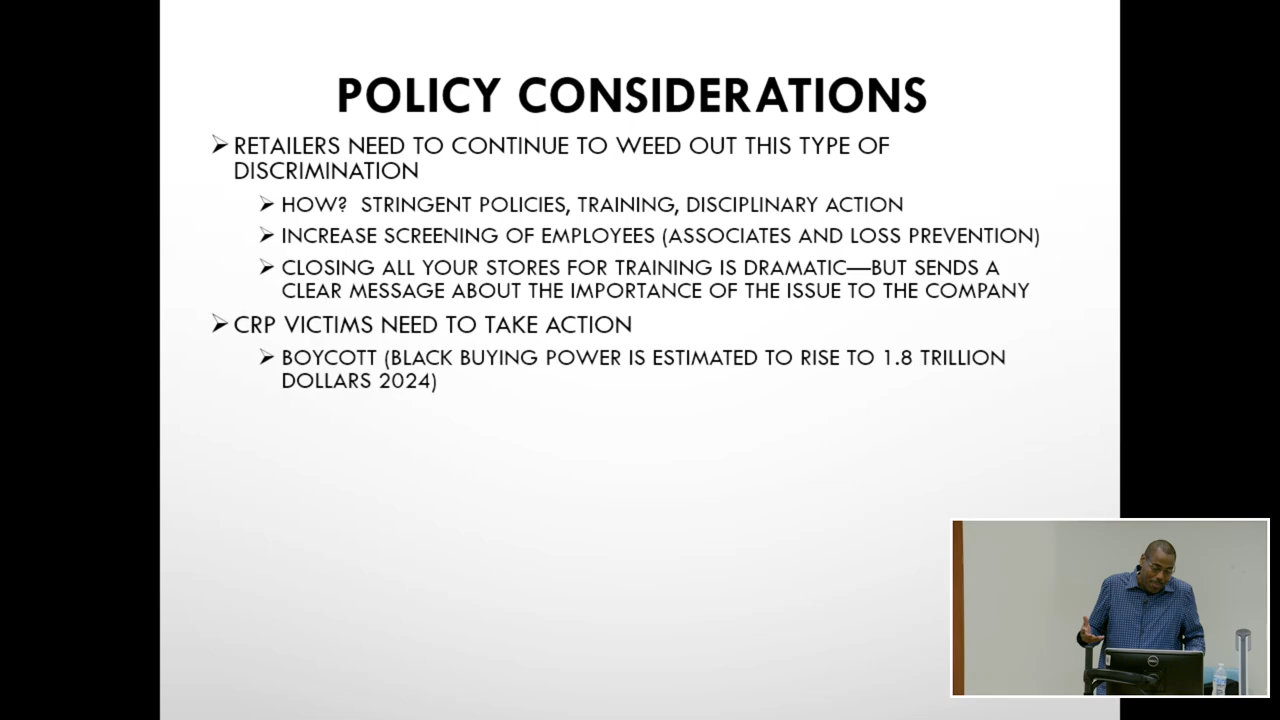 POLICY CONSIDERATIONS
RETAILERS NEED TO CONTINUE TO WEED OUT THIS TYPE OF
DISCRIMINATION
HOW? STRINGENT POLICIES, TRAINING, DISCIPLINARY ACTION
INCREASE SCREENING OF EMPLOYEES (ASSOCIATES AND LOSS PREVENTION)
CLOSING ALL YOUR STORES FOR TRAINING IS DRAMATIC—BUT SENDS A
CLEAR MESSAGE ABOUT THE IMPORTANCE OF THE ISSUE TO THE COMPANY
CRP VICTIMS NEED TO TAKE ACTION
BOYCOTT (BLACK BUYING POWER IS ESTIMATED TO RISE TO 1.8 TRILLION
DOLLARS 2024)
DELL